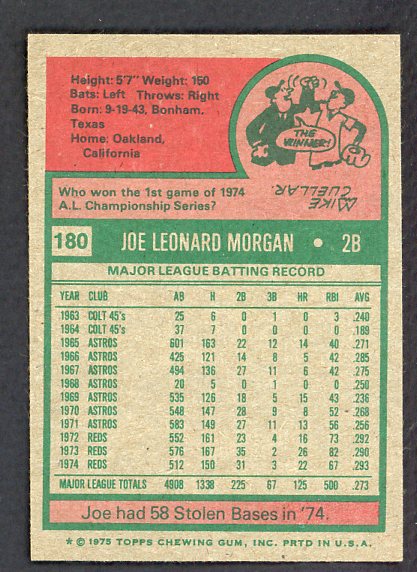 Height: 5'7" Weight: 150
Bats: Left Throws: Right
Born: 9-19-43, Bonham,
Texas
Home: Oakland,
California
THE
WINNER!
MIKE
CUELLAR
Who won the 1st game of 1974
A.L. Championship Series?
180 JOE LEONARD MORGAN • 2B
MAJOR LEAGUE BATTING RECORD
YEAR CLUB AB H 2B 3B HR RBI AVG
1963 COLT 45's 25 6 0 1 0 3 .240
1964 COLT 45's 37 7 0 0 0 0 .189
1965 ASTROS 601 163 22 12 14 40 .271
1966 ASTROS 425 121 14 8 5 42 .285
1967 ASTROS 494 136 27 11 6 42 .275
1968 ASTROS 20 5 0 1 0 0 .250
1969 ASTROS 535 126 18 5 15 43 .236
1970 ASTROS 548 147 28 9 8 52 .268
1971 ASTROS 583 149 27 11 13 56 .256
1972 REDS 552 161 23 4 16 73 .292
1973 REDS 576 167 35 2 26 82 .290
1974 REDS 512 150 31 3 22 67 .293
MAJOR LEAGUE TOTALS 4908 1338 225 67 125 500 .273
Joe had 58 Stolen Bases in '74.
* © 1975 TOPPS CHEWING GUM, INC. PRTD IN U.S.A.